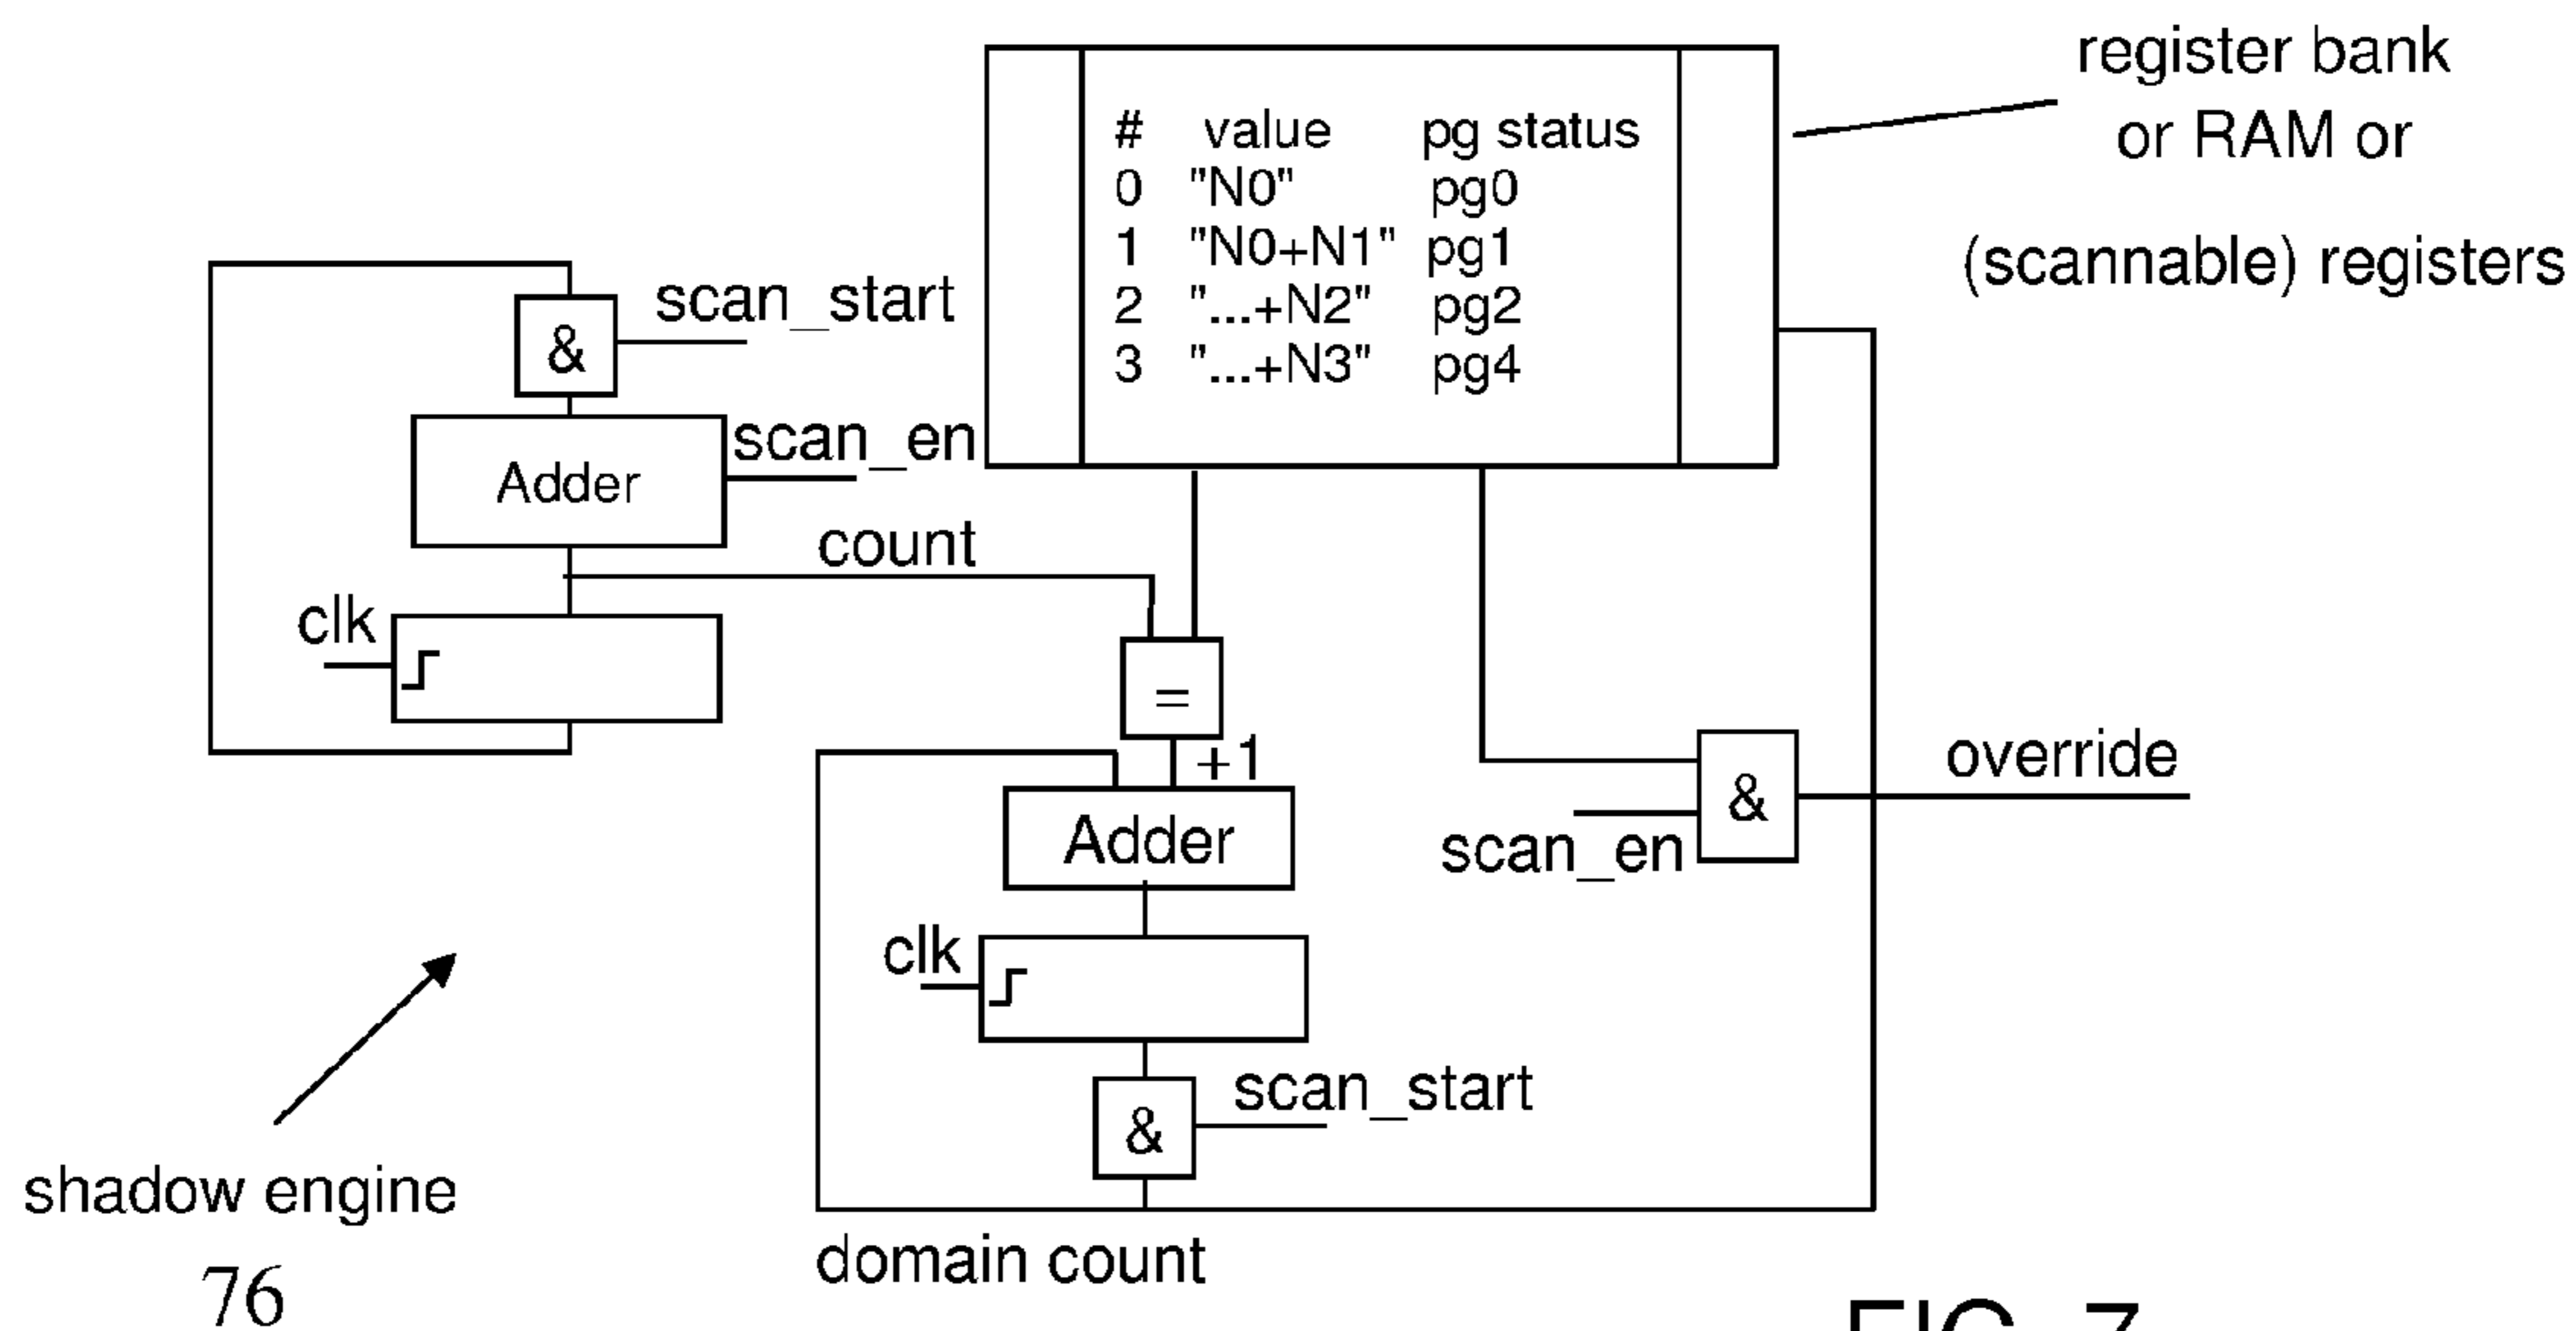 register bank
or RAM or
(scannable) registers
# value pg status
0 "N0" pg0
1 "N0+N1" pg1
2 "...+N2" pg2
3 "...+N3" pg4
& scan_start
Adder scan_en
count
clk
=
+1
Adder
override
&
scan_en
clk
& scan_start
domain count
shadow engine
76
FIG. 7